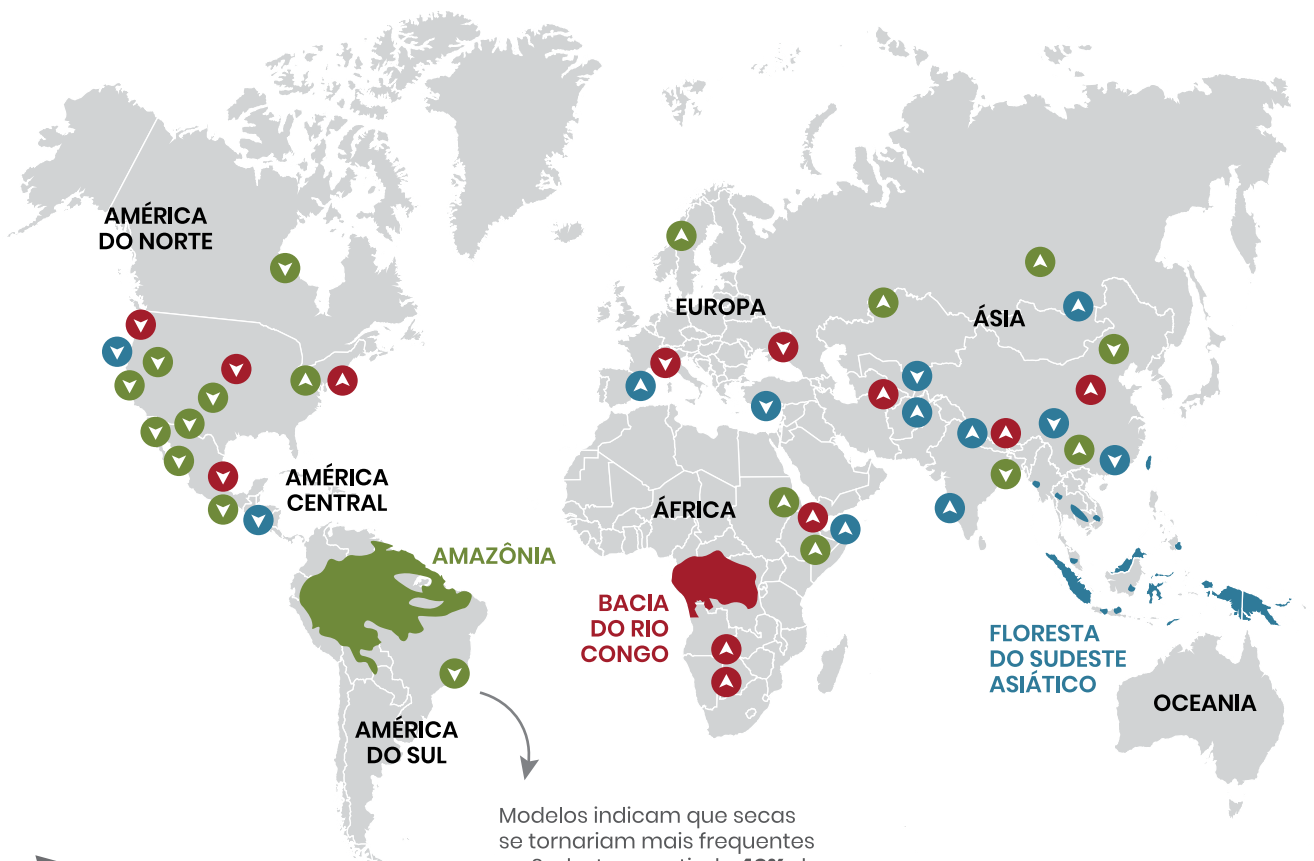 AMÉRICA
DO NORTE
EUROPA
ÁSIA
AMÉRICA
CENTRAL
ÁFRICA
AMAZÔNIA
BACIA
DO RIO
CONGO
FLORESTA
DO SUDESTE
ASIÁTICO
OCEANIA
AMÉRICA
DO SUL
Modelos indicam que secas
se tornariam mais frequentes